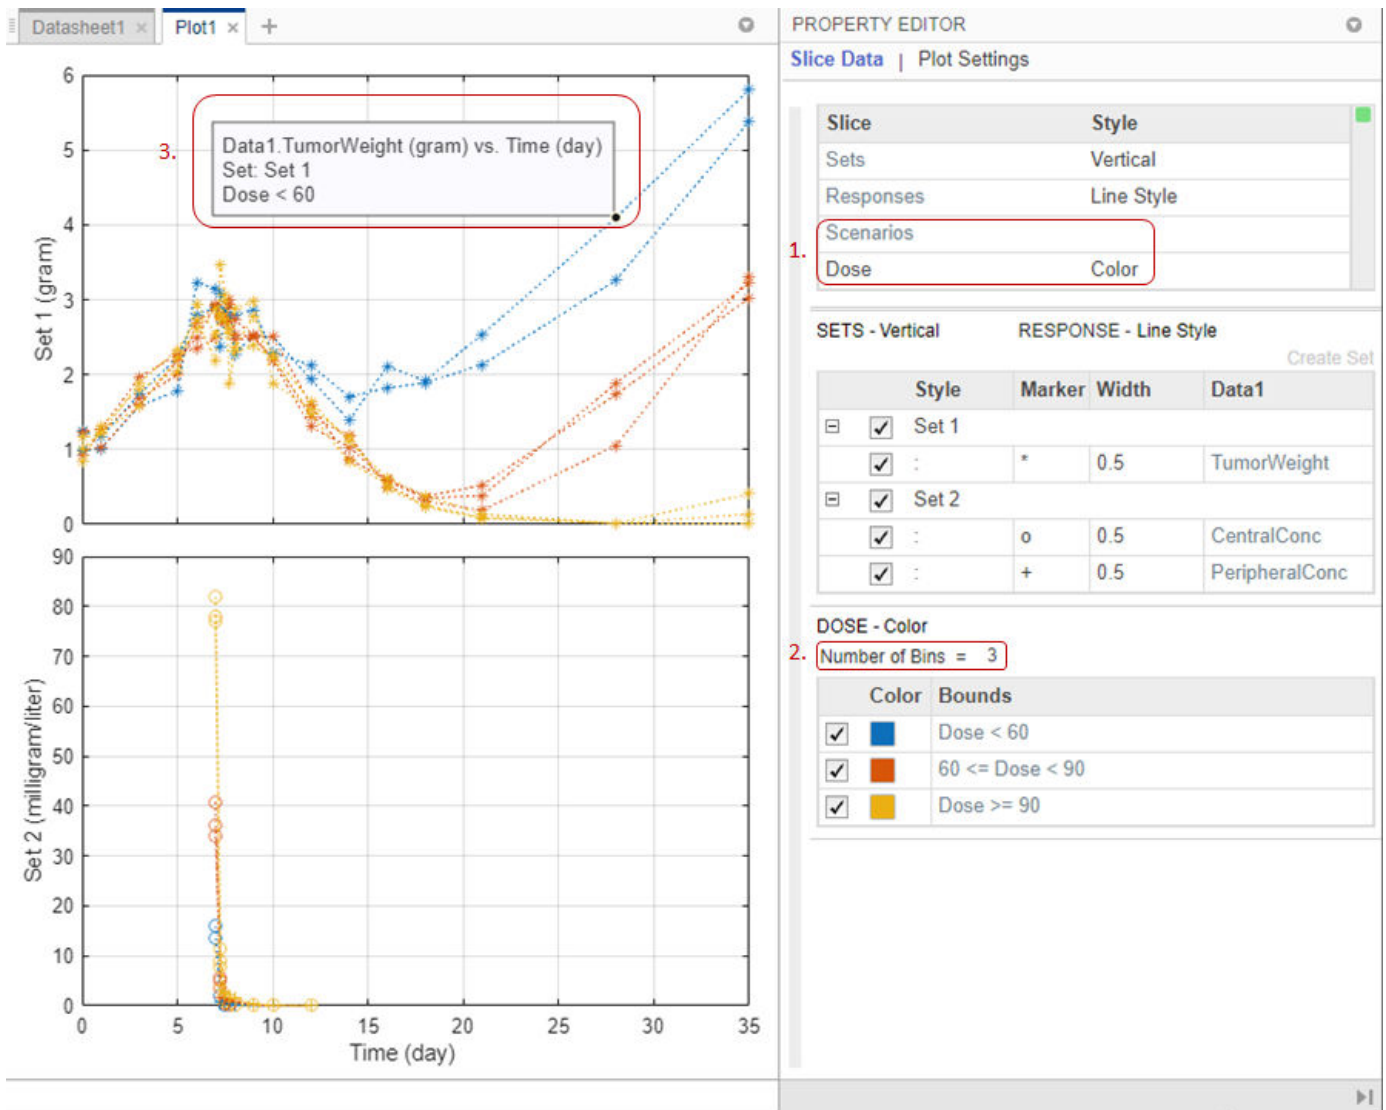 Datasheet1 ×
Plot1 ×
+
6
5
4
3
2
1
0
Set 1 (gram)
3.
Data1.TumorWeight (gram) vs. Time (day)
Set: Set 1
Dose < 60
90
80
70
60
50
40
30
20
10
0
Set 2 (milligram/liter)
0 5 10 15 20 25 30 35
Time (day)
PROPERTY EDITOR
Slice Data | Plot Settings
Slice Style
Sets Vertical
Responses Line Style
1.
Scenarios
Dose Color
SETS - Vertical RESPONSE - Line Style
Create Set
Style Marker Width Data1
Set 1
: * 0.5 TumorWeight
Set 2
: o 0.5 CentralConc
: + 0.5 PeripheralConc
DOSE - Color
2. Number of Bins = 3
Color Bounds
Dose < 60
60 <= Dose < 90
Dose >= 90